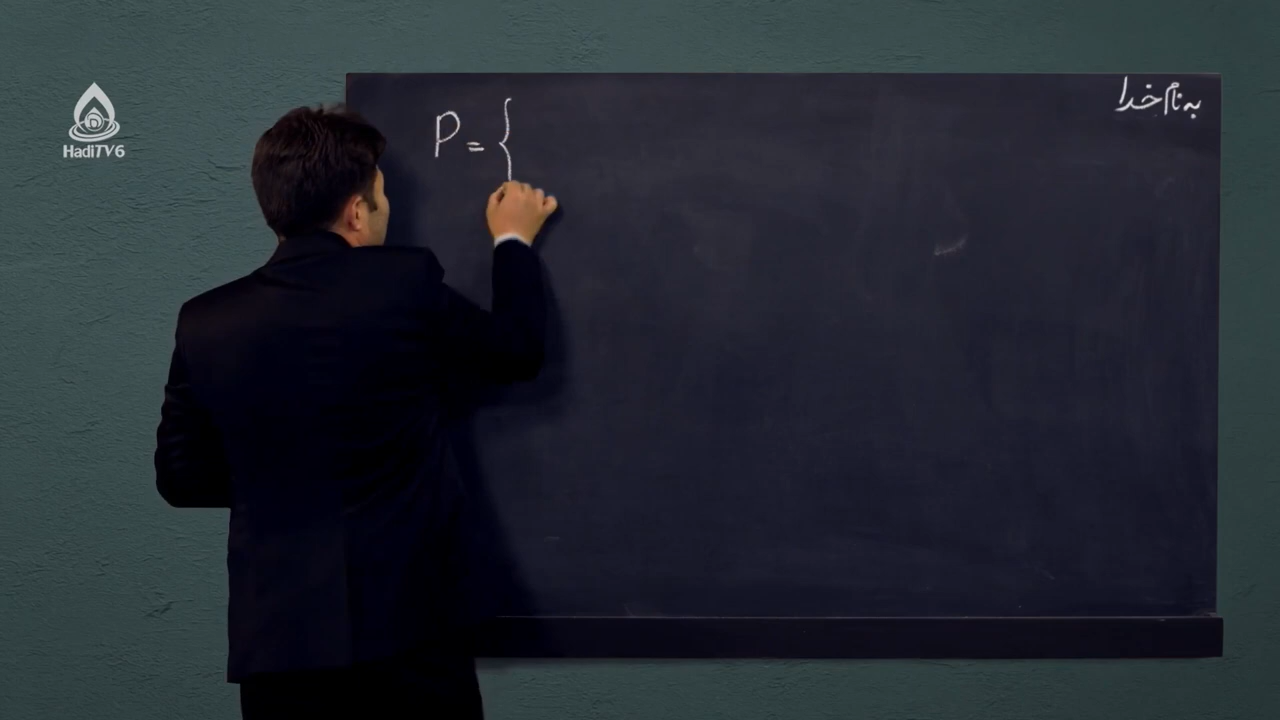 به نام خدا
P = {
HadiTV6